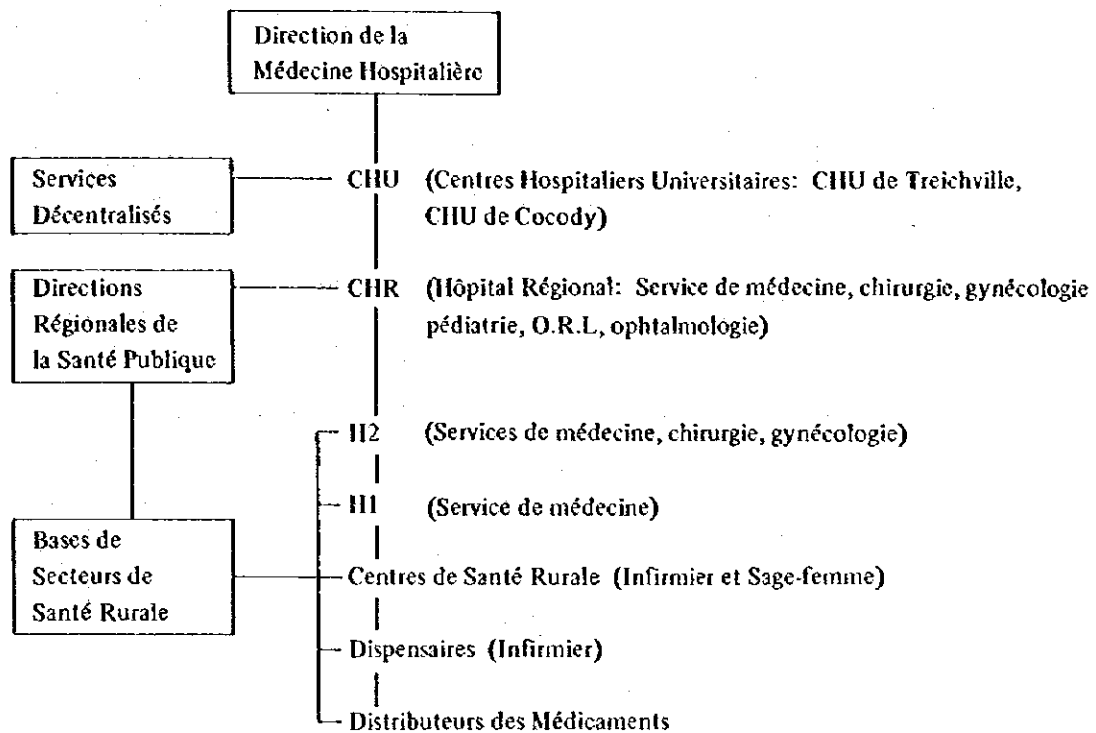 Direction de la
Médecine Hospitalière
Services
Décentralisés
CHU (Centres Hospitaliers Universitaires: CHU de Treichville,
CHU de Cocody)
Directions
Régionales de
la Santé Publique
CHR (Hôpital Régional: Service de médecine, chirurgie, gynécologie
pédiatrie, O.R.L, ophtalmologie)
H2 (Services de médecine, chirurgie, gynécologie)
H1 (Service de médecine)
Bases de
Secteurs de
Santé Rurale
Centres de Santé Rurale (Infirmier et Sage-femme)
Dispensaires (Infirmier)
Distributeurs des Médicaments